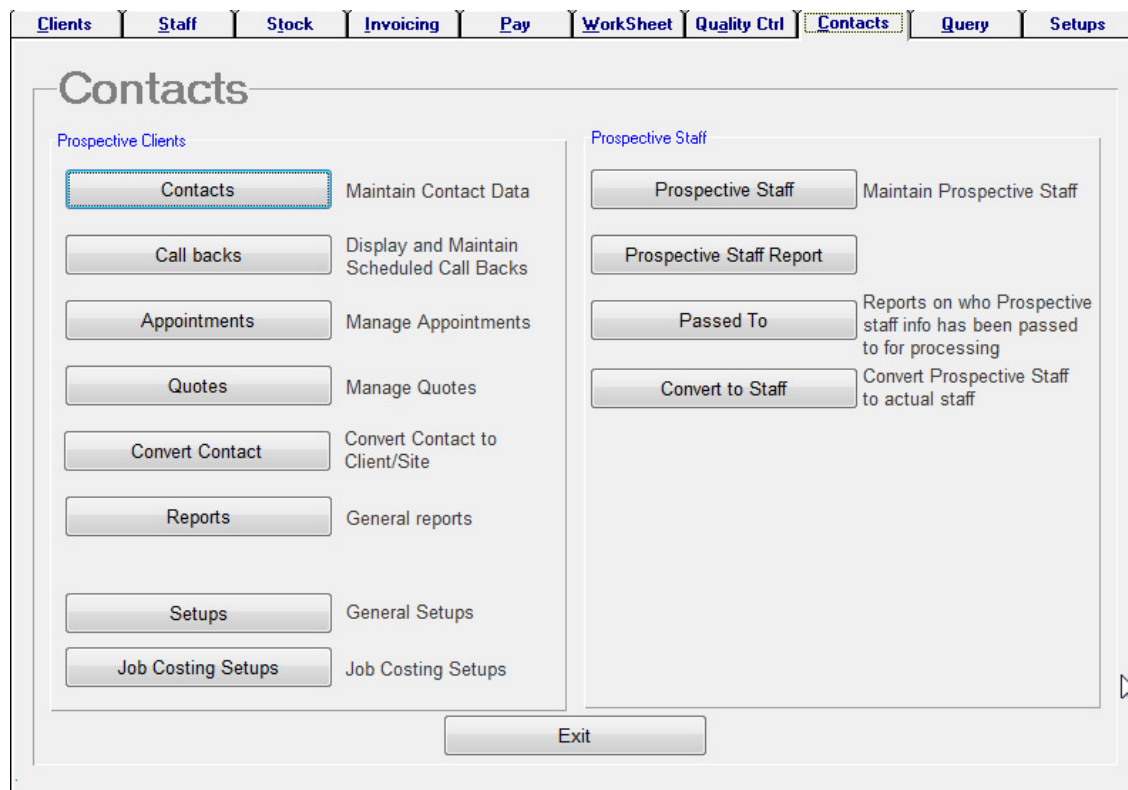 Clients Staff Stock Invoicing Pay WorkSheet Quality Ctrl Contacts Query Setups
Contacts
Prospective Clients
Contacts Maintain Contact Data
Call backs Display and Maintain
Scheduled Call Backs
Appointments Manage Appointments
Quotes Manage Quotes
Convert Contact Convert Contact to
Client/Site
Reports General reports
Setups General Setups
Job Costing Setups Job Costing Setups
Prospective Staff
Prospective Staff Maintain Prospective Staff
Prospective Staff Report
Passed To Reports on who Prospective
staff info has been passed
to for processing
Convert to Staff Convert Prospective Staff
to actual staff
Exit